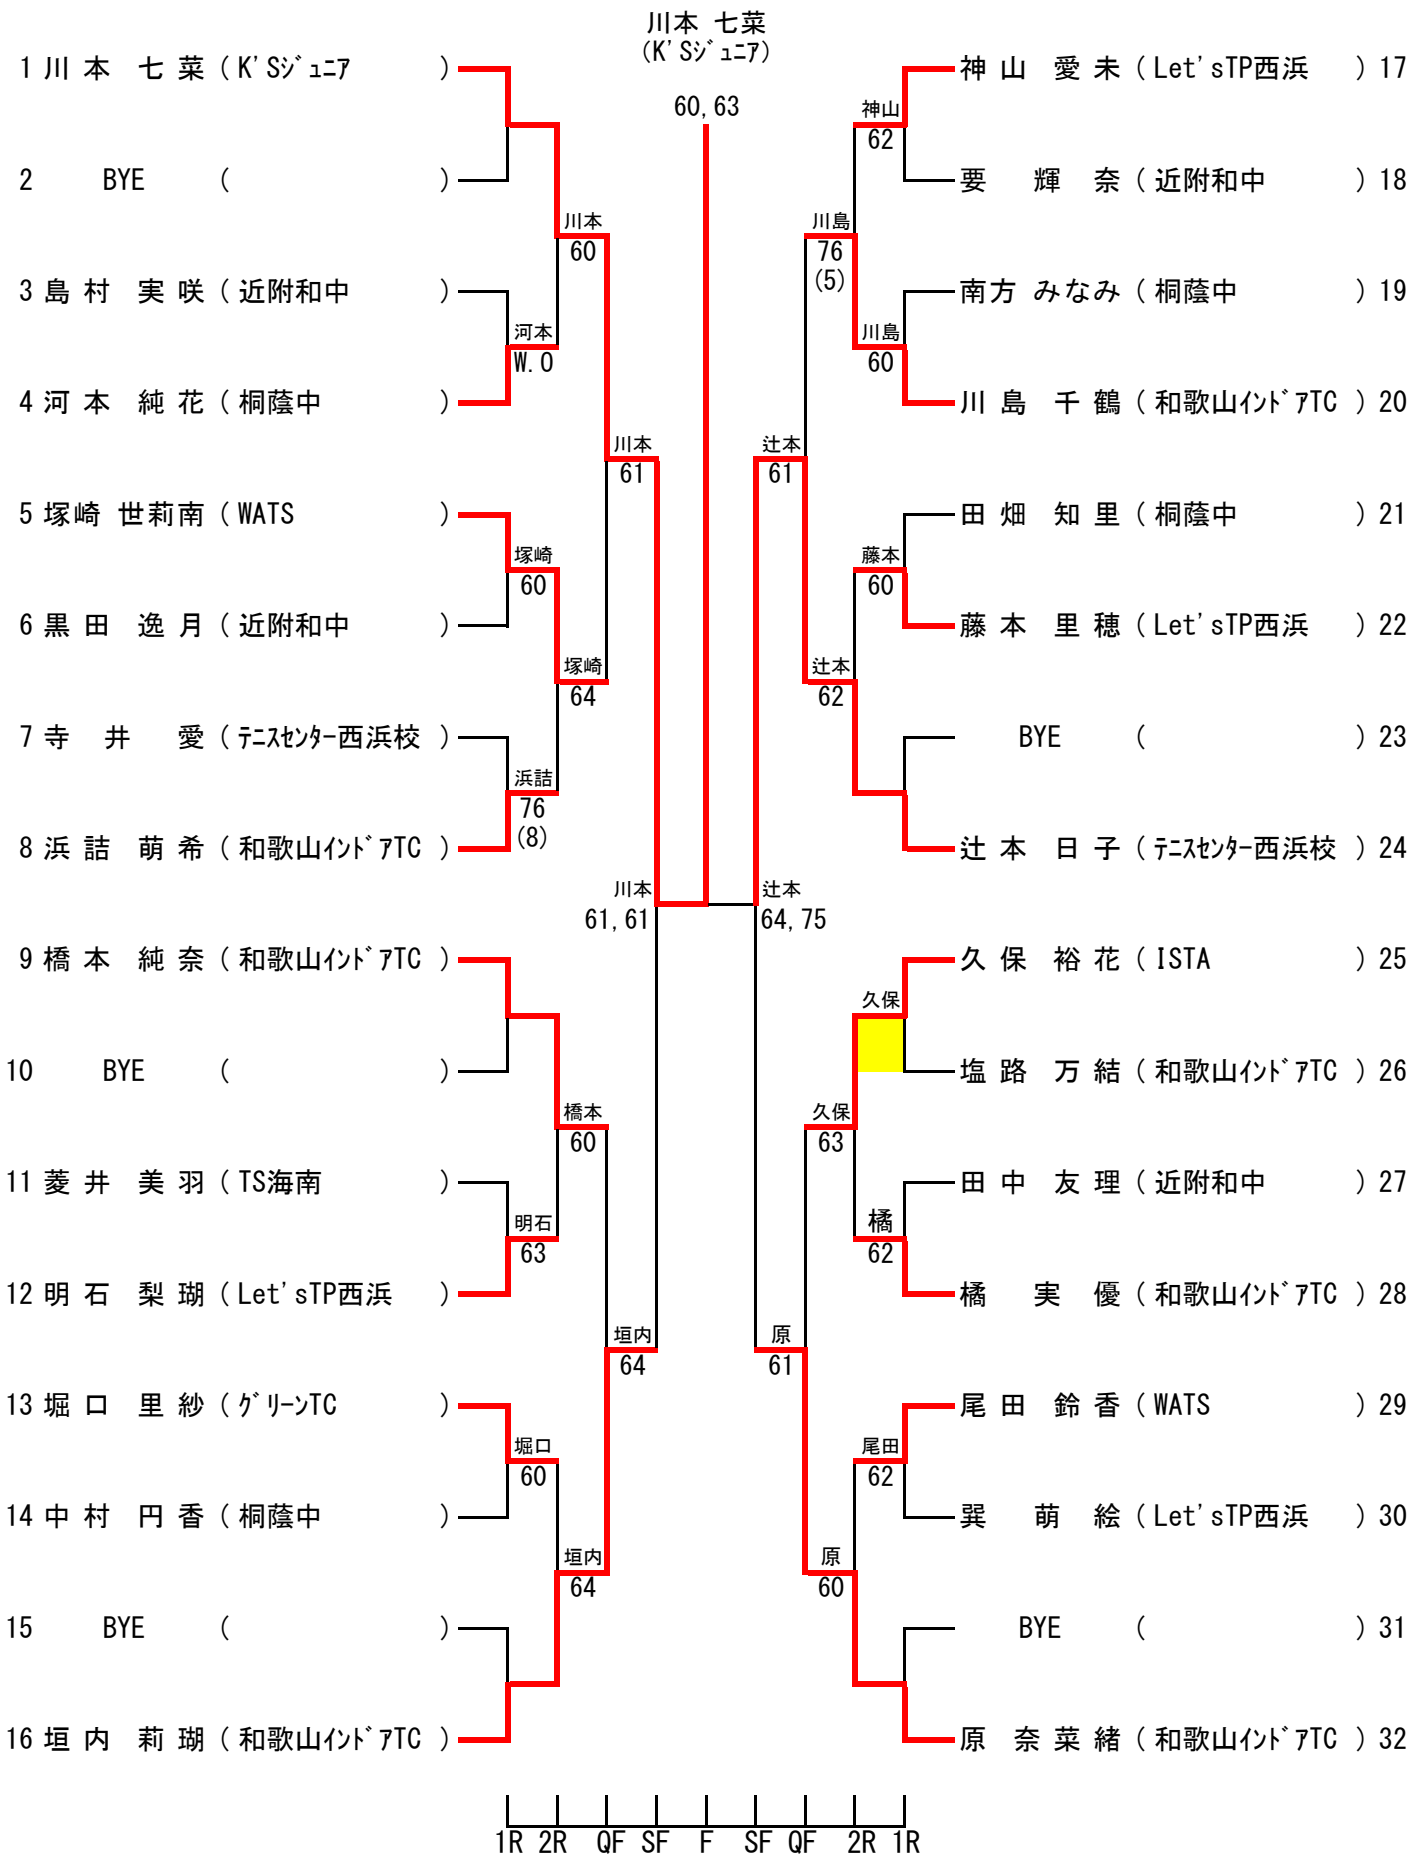 川本 七菜
(K'Sジュニア)
60,63
1 川本 七菜 (K'Sジュニア)
2 BYE ( )
川本
60
3 島村 実咲 (近附和中)
河本
W.O
4 河本 純花 (桐蔭中)
川本
61
5 塚崎 世莉南 (WATS)
塚崎
60
6 黒田 逸月 (近附和中)
塚崎
64
7 寺井 愛 (テニスセンター西浜校)
浜詰
76
(8)
8 浜詰 萌希 (和歌山インドアTC)
川本
61,61
9 橋本 純奈 (和歌山インドアTC)
10 BYE ( )
橋本
60
11 菱井 美羽 (TS海南)
明石
63
12 明石 梨瑚 (Let'sTP西浜)
垣内
64
13 堀口 里紗 (グリーンTC)
堀口
60
14 中村 円香 (桐蔭中)
垣内
64
15 BYE ( )
16 垣内 莉瑚 (和歌山インドアTC)
神山 愛未 (Let'sTP西浜) 17
神山
62
要 輝奈 (近附和中) 18
川島
76
(5)
南方 みなみ (桐蔭中) 19
川島
60
川島 千鶴 (和歌山インドアTC) 20
辻本
61
田畑 知里 (桐蔭中) 21
藤本
60
藤本 里穂 (Let'sTP西浜) 22
辻本
62
BYE ( ) 23
辻本 日子 (テニスセンター西浜校) 24
辻本
64,75
久保 裕花 (ISTA) 25
久保
塩路 万結 (和歌山インドアTC) 26
久保
63
田中 友理 (近附和中) 27
橘
62
橘 実優 (和歌山インドアTC) 28
原
61
尾田 鈴香 (WATS) 29
尾田
62
巽 萌絵 (Let'sTP西浜) 30
原
60
BYE ( ) 31
原 奈菜緒 (和歌山インドアTC) 32
1R 2R QF SF F SF QF 2R 1R